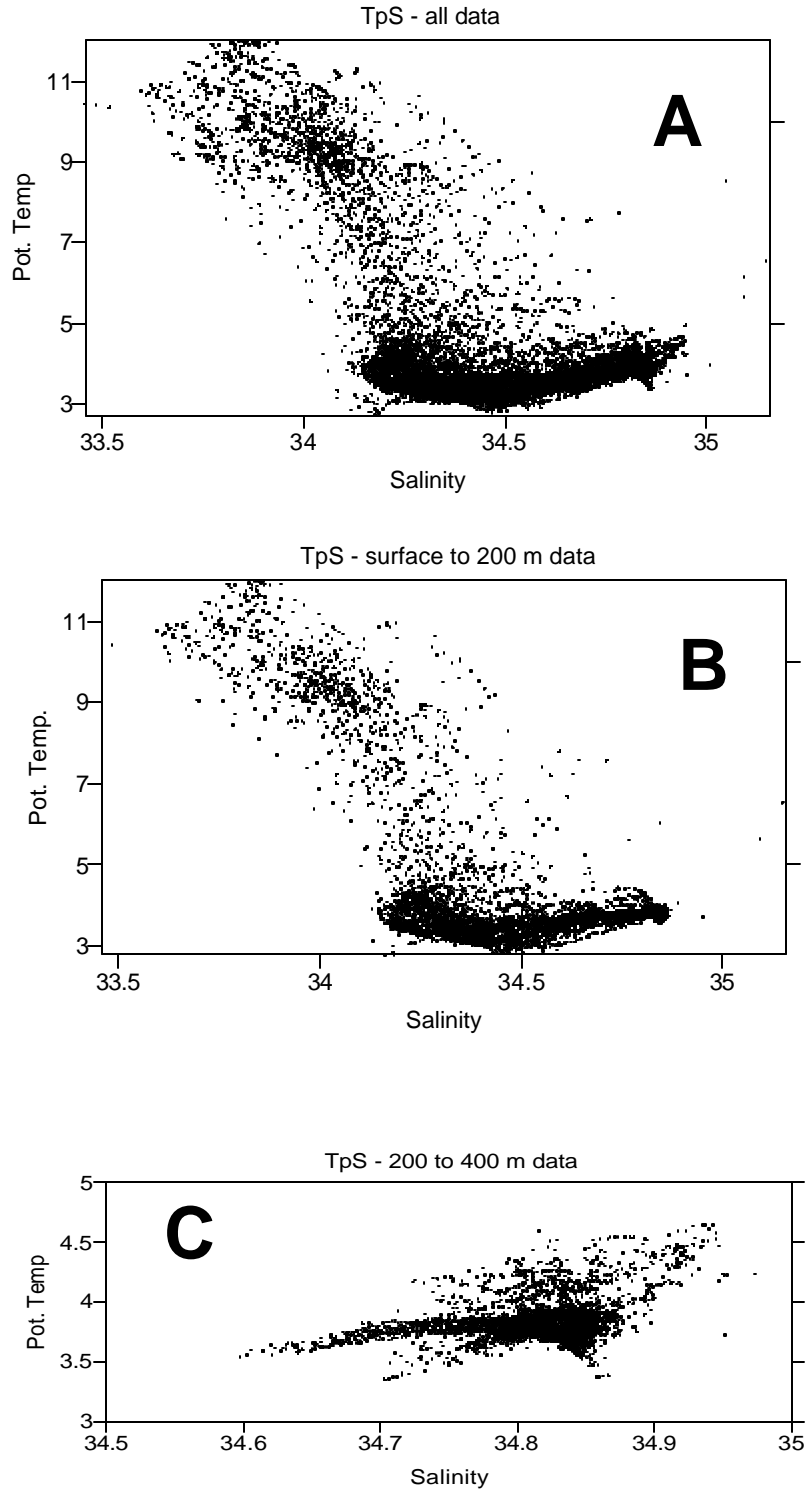 TpS - all data
A
11
9
7
5
3
Pot. Temp
33.5 34 34.5 35
Salinity
TpS - surface to 200 m data
B
11
9
7
5
3
Pot. Temp.
33.5 34 34.5 35
Salinity
TpS - 200 to 400 m data
C
5
4.5
4
3.5
3
Pot. Temp
34.5 34.6 34.7 34.8 34.9 35
Salinity